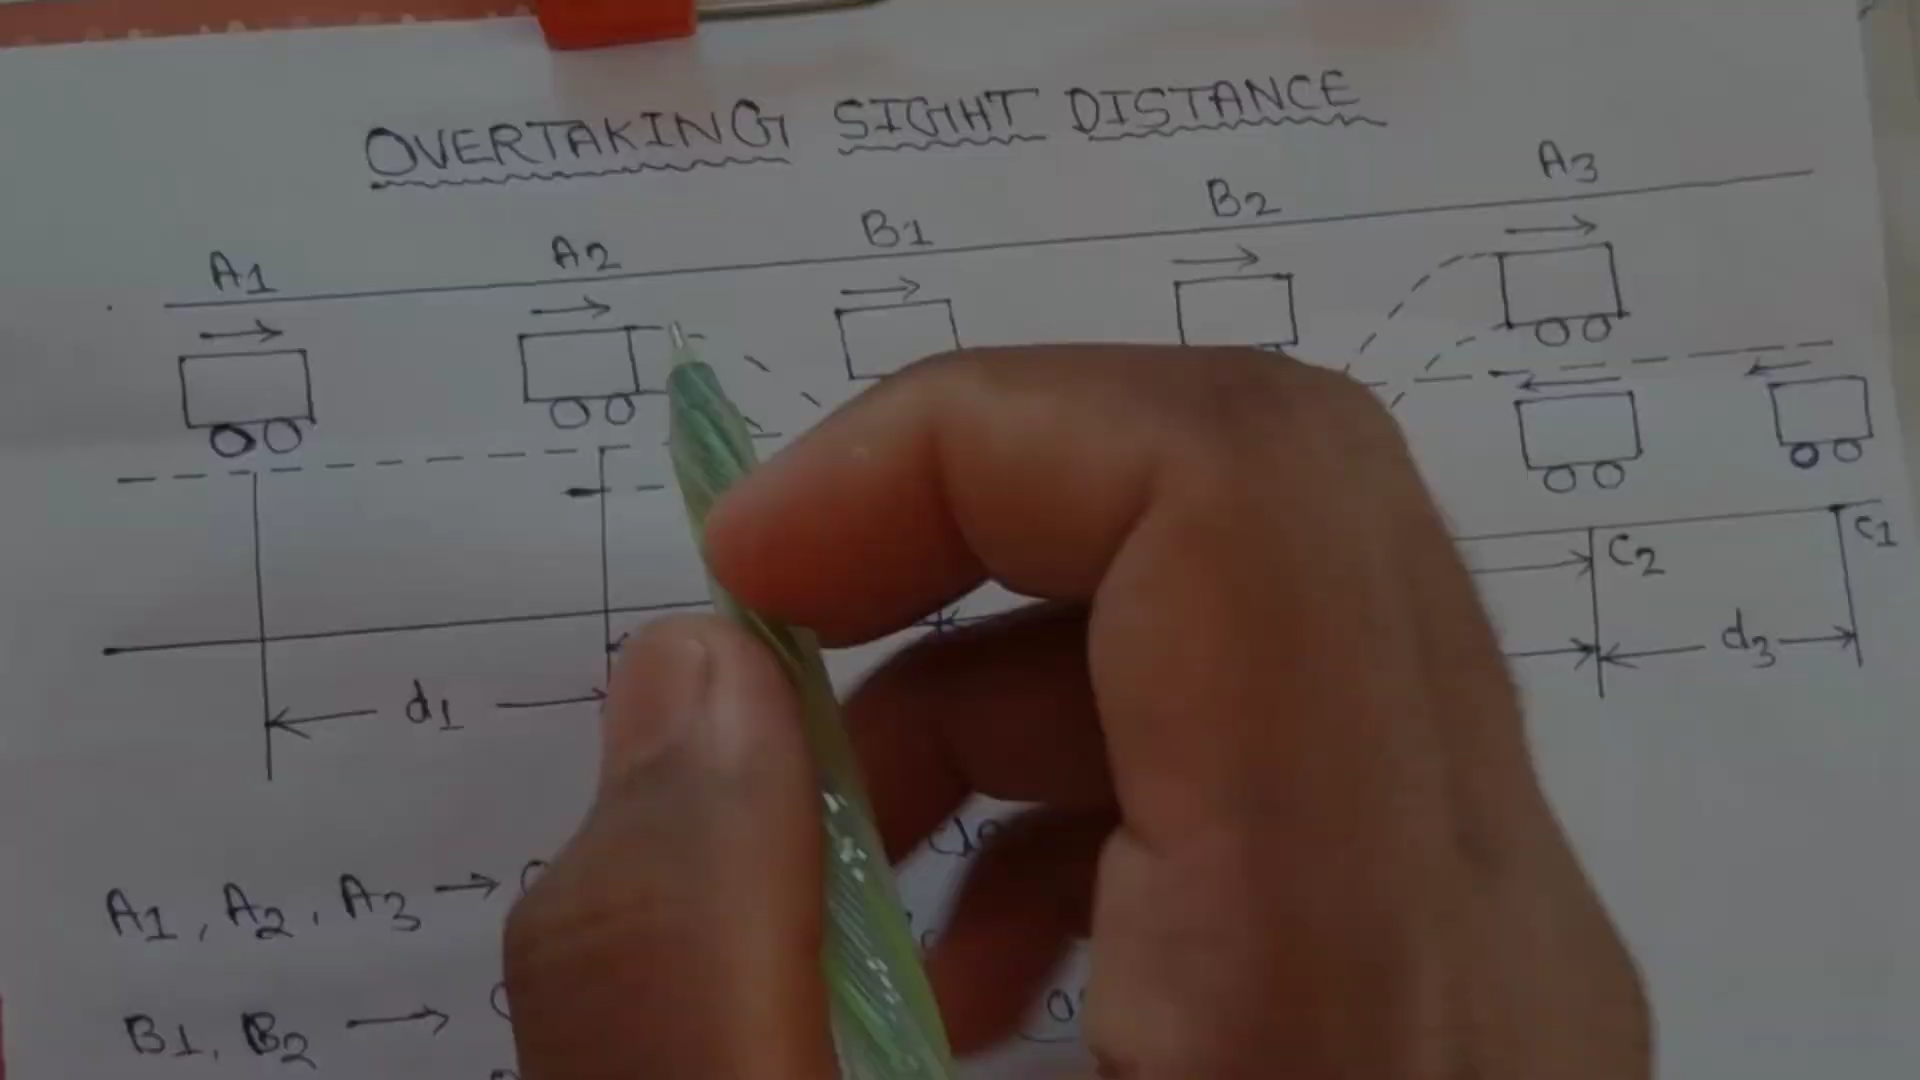 OVERTAKING SIGHT DISTANCE
A1 A2 B1 B2 A3
C2 C1
d1 d3
A1, A2, A3 →
B1, B2 →